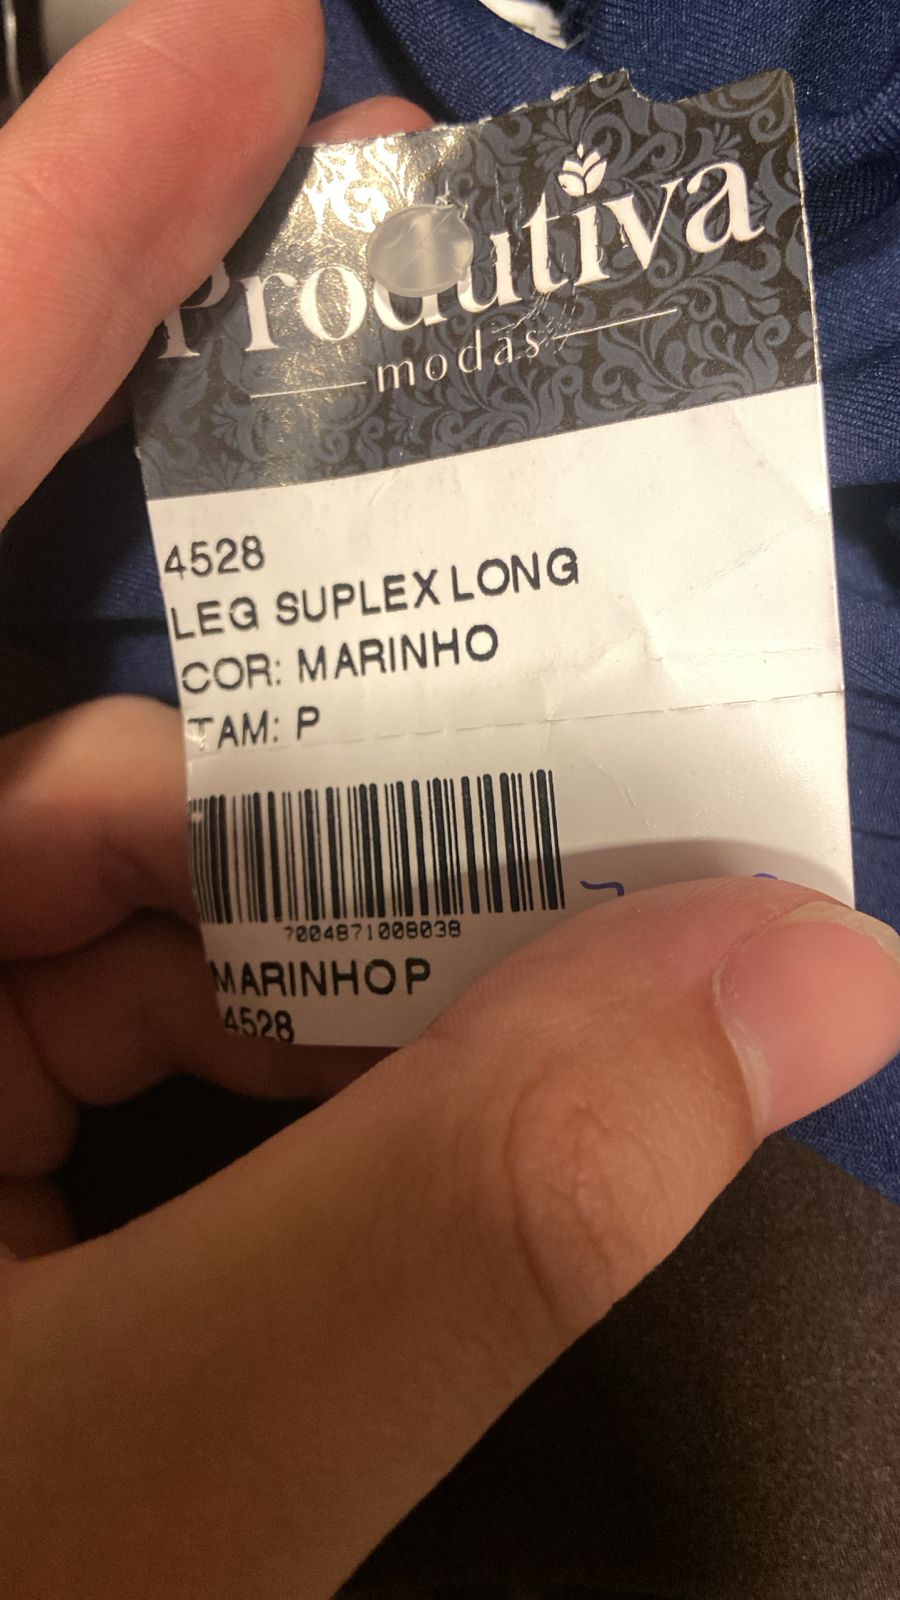 Produtiva
modas
4528
LEG SUPLEX LONG
COR: MARINHO
TAM: P
7004871008038
MARINHO P
4528